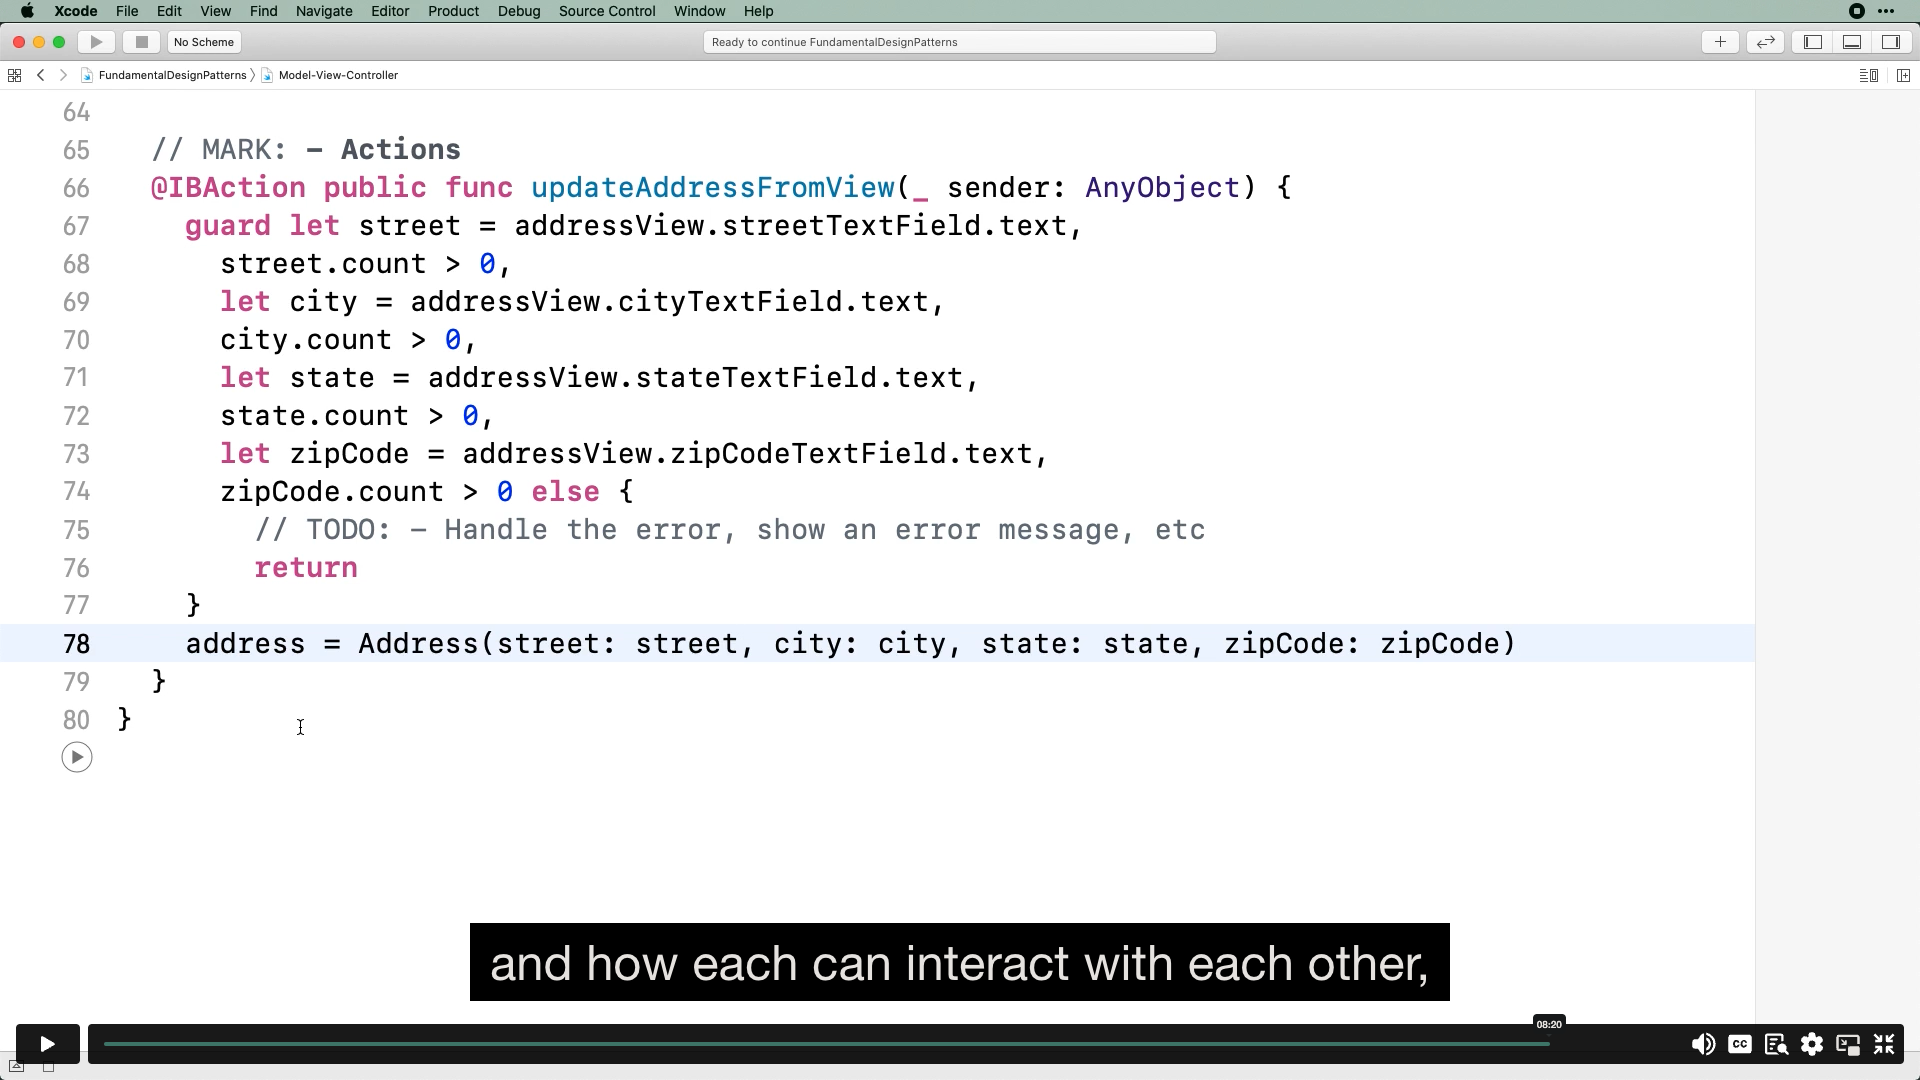 Xcode File Edit View Find Navigate Editor Product Debug Source Control Window Help
No Scheme
Ready to continue FundamentalDesignPatterns
FundamentalDesignPatterns 〉 Model-View-Controller
64
65 // MARK: - Actions
66 @IBAction public func updateAddressFromView(_ sender: AnyObject) {
67 guard let street = addressView.streetTextField.text,
68 street.count > 0,
69 let city = addressView.cityTextField.text,
70 city.count > 0,
71 let state = addressView.stateTextField.text,
72 state.count > 0,
73 let zipCode = addressView.zipCodeTextField.text,
74 zipCode.count > 0 else {
75 // TODO: - Handle the error, show an error message, etc
76 return
77 }
78 address = Address(street: street, city: city, state: state, zipCode: zipCode)
79 }
80 }
and how each can interact with each other,
08:20
CC